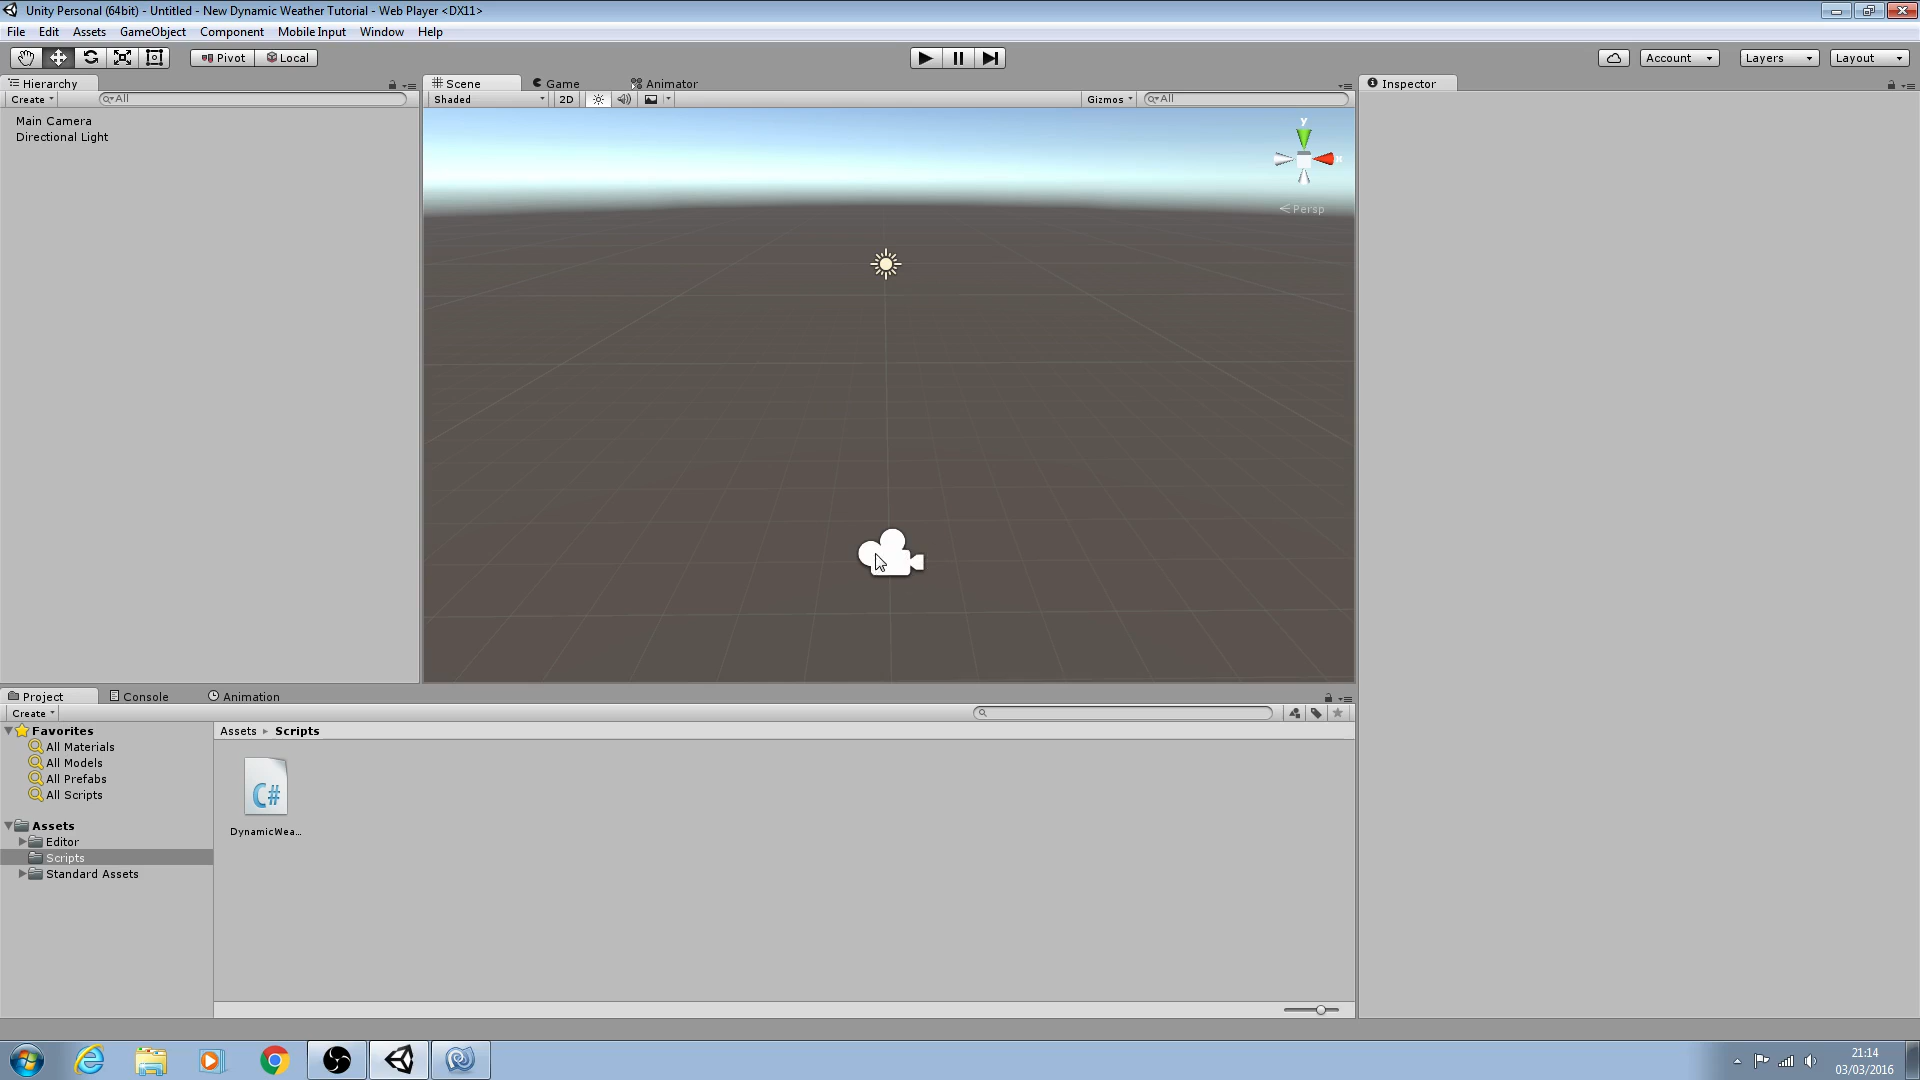 Unity Personal (64bit) - Untitled - New Dynamic Weather Tutorial - Web Player <DX11>
File Edit Assets GameObject Component Mobile Input Window Help
Pivot Local Account Layers Layout
Hierarchy Scene Game Animator Inspector
Create All Shaded 2D Gizmos All
Main Camera
Directional Light
y
x
Persp
Project Console Animation
Create
Favorites
All Materials
All Models
All Prefabs
All Scripts
Assets
Editor
Scripts
Standard Assets
Assets Scripts
C#
DynamicWea...
21:14
03/03/2016